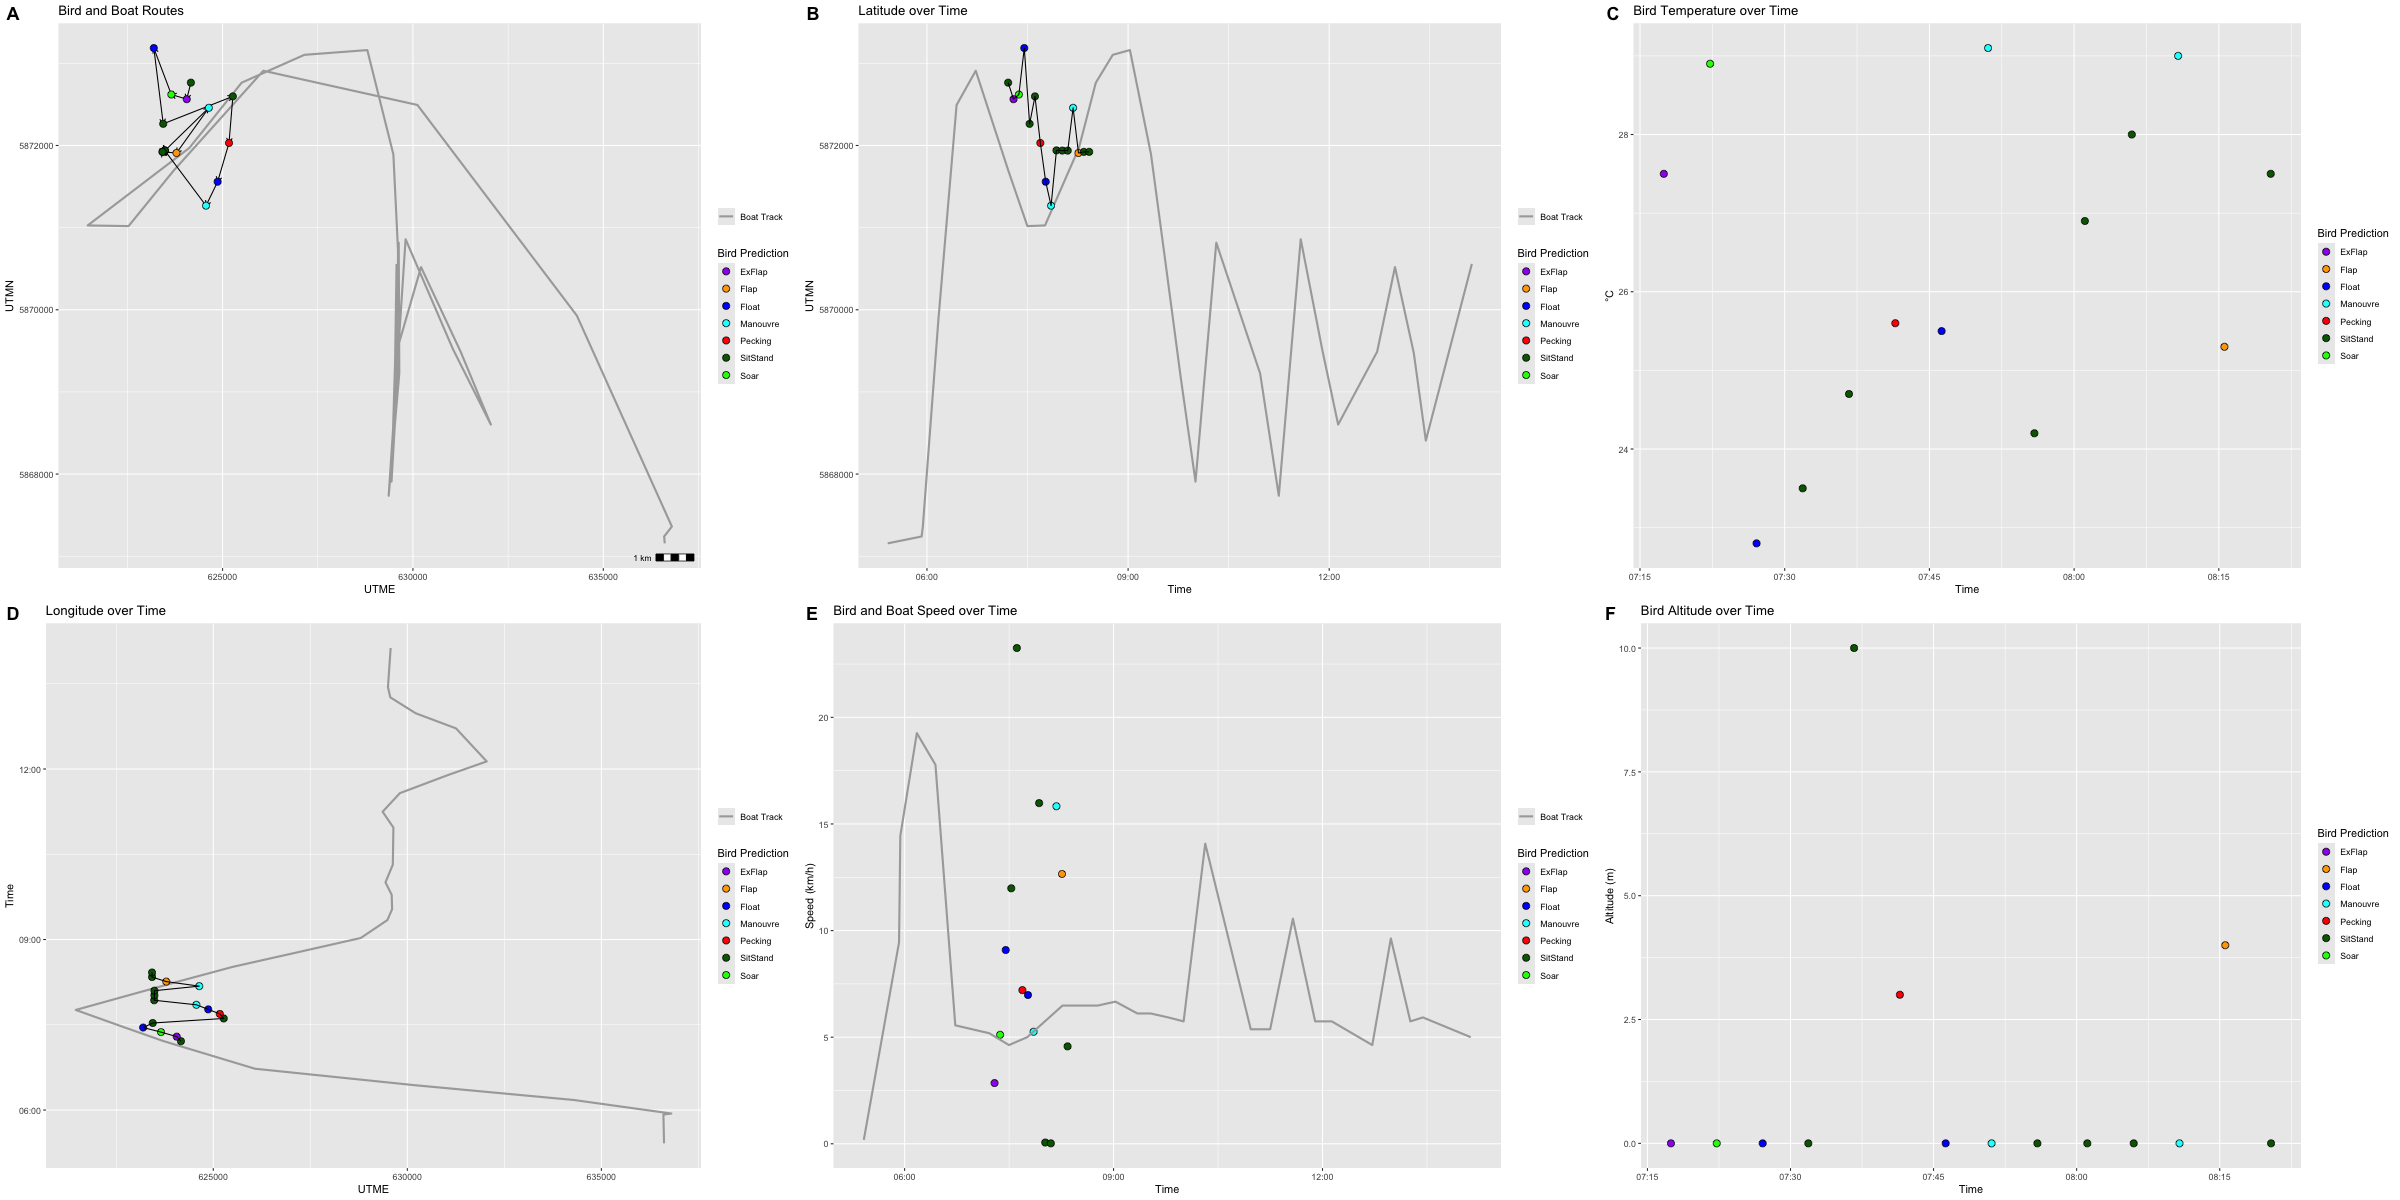 A
Bird and Boat Routes
UTMN
5872000
5870000
5868000
625000
630000
635000
UTME
1 km
Boat Track
Bird Prediction
ExFlap
Flap
Float
Manouvre
Pecking
SitStand
Soar
B
Latitude over Time
UTMN
5872000
5870000
5868000
06:00
09:00
12:00
Time
Boat Track
Bird Prediction
ExFlap
Flap
Float
Manouvre
Pecking
SitStand
Soar
C
Bird Temperature over Time
°C
28
26
24
07:15
07:30
07:45
08:00
08:15
Time
Bird Prediction
ExFlap
Flap
Float
Manouvre
Pecking
SitStand
Soar
D
Longitude over Time
Time
12:00
09:00
06:00
625000
630000
635000
UTME
Boat Track
Bird Prediction
ExFlap
Flap
Float
Manouvre
Pecking
SitStand
Soar
E
Bird and Boat Speed over Time
Speed (km/h)
20
15
10
5
0
06:00
09:00
12:00
Time
Boat Track
Bird Prediction
ExFlap
Flap
Float
Manouvre
Pecking
SitStand
Soar
F
Bird Altitude over Time
Altitude (m)
10.0
7.5
5.0
2.5
0.0
07:15
07:30
07:45
08:00
08:15
Time
Bird Prediction
ExFlap
Flap
Float
Manouvre
Pecking
SitStand
Soar